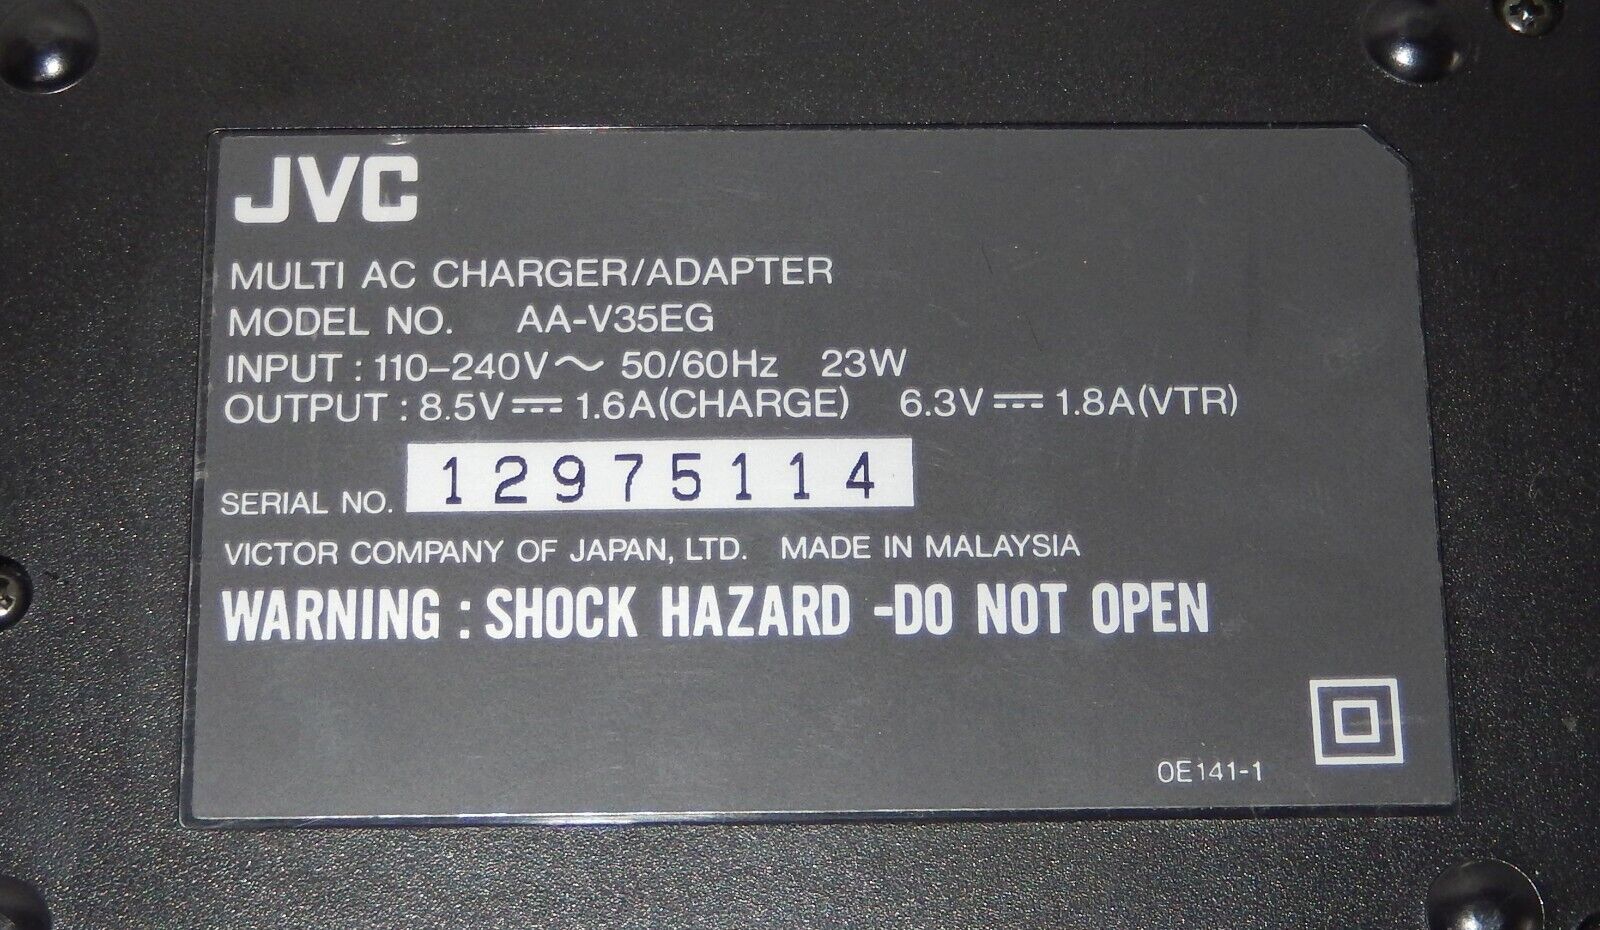 JVC
MULTI AC CHARGER/ADAPTER
MODEL NO. AA-V35EG
INPUT : 110–240V～ 50/60Hz 23W
OUTPUT : 8.5V⎓ 1.6A(CHARGE) 6.3V⎓ 1.8A(VTR)
SERIAL NO. 12975114
VICTOR COMPANY OF JAPAN, LTD. MADE IN MALAYSIA
WARNING : SHOCK HAZARD -DO NOT OPEN
OE141-1